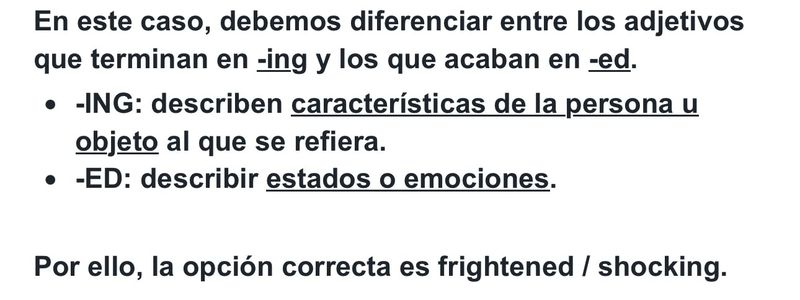 En este caso, debemos diferenciar entre los adjetivos
que terminan en -ing y los que acaban en -ed.
• -ING: describen características de la persona u
objeto al que se refiera.
• -ED: describir estados o emociones.
Por ello, la opción correcta es frightened / shocking.